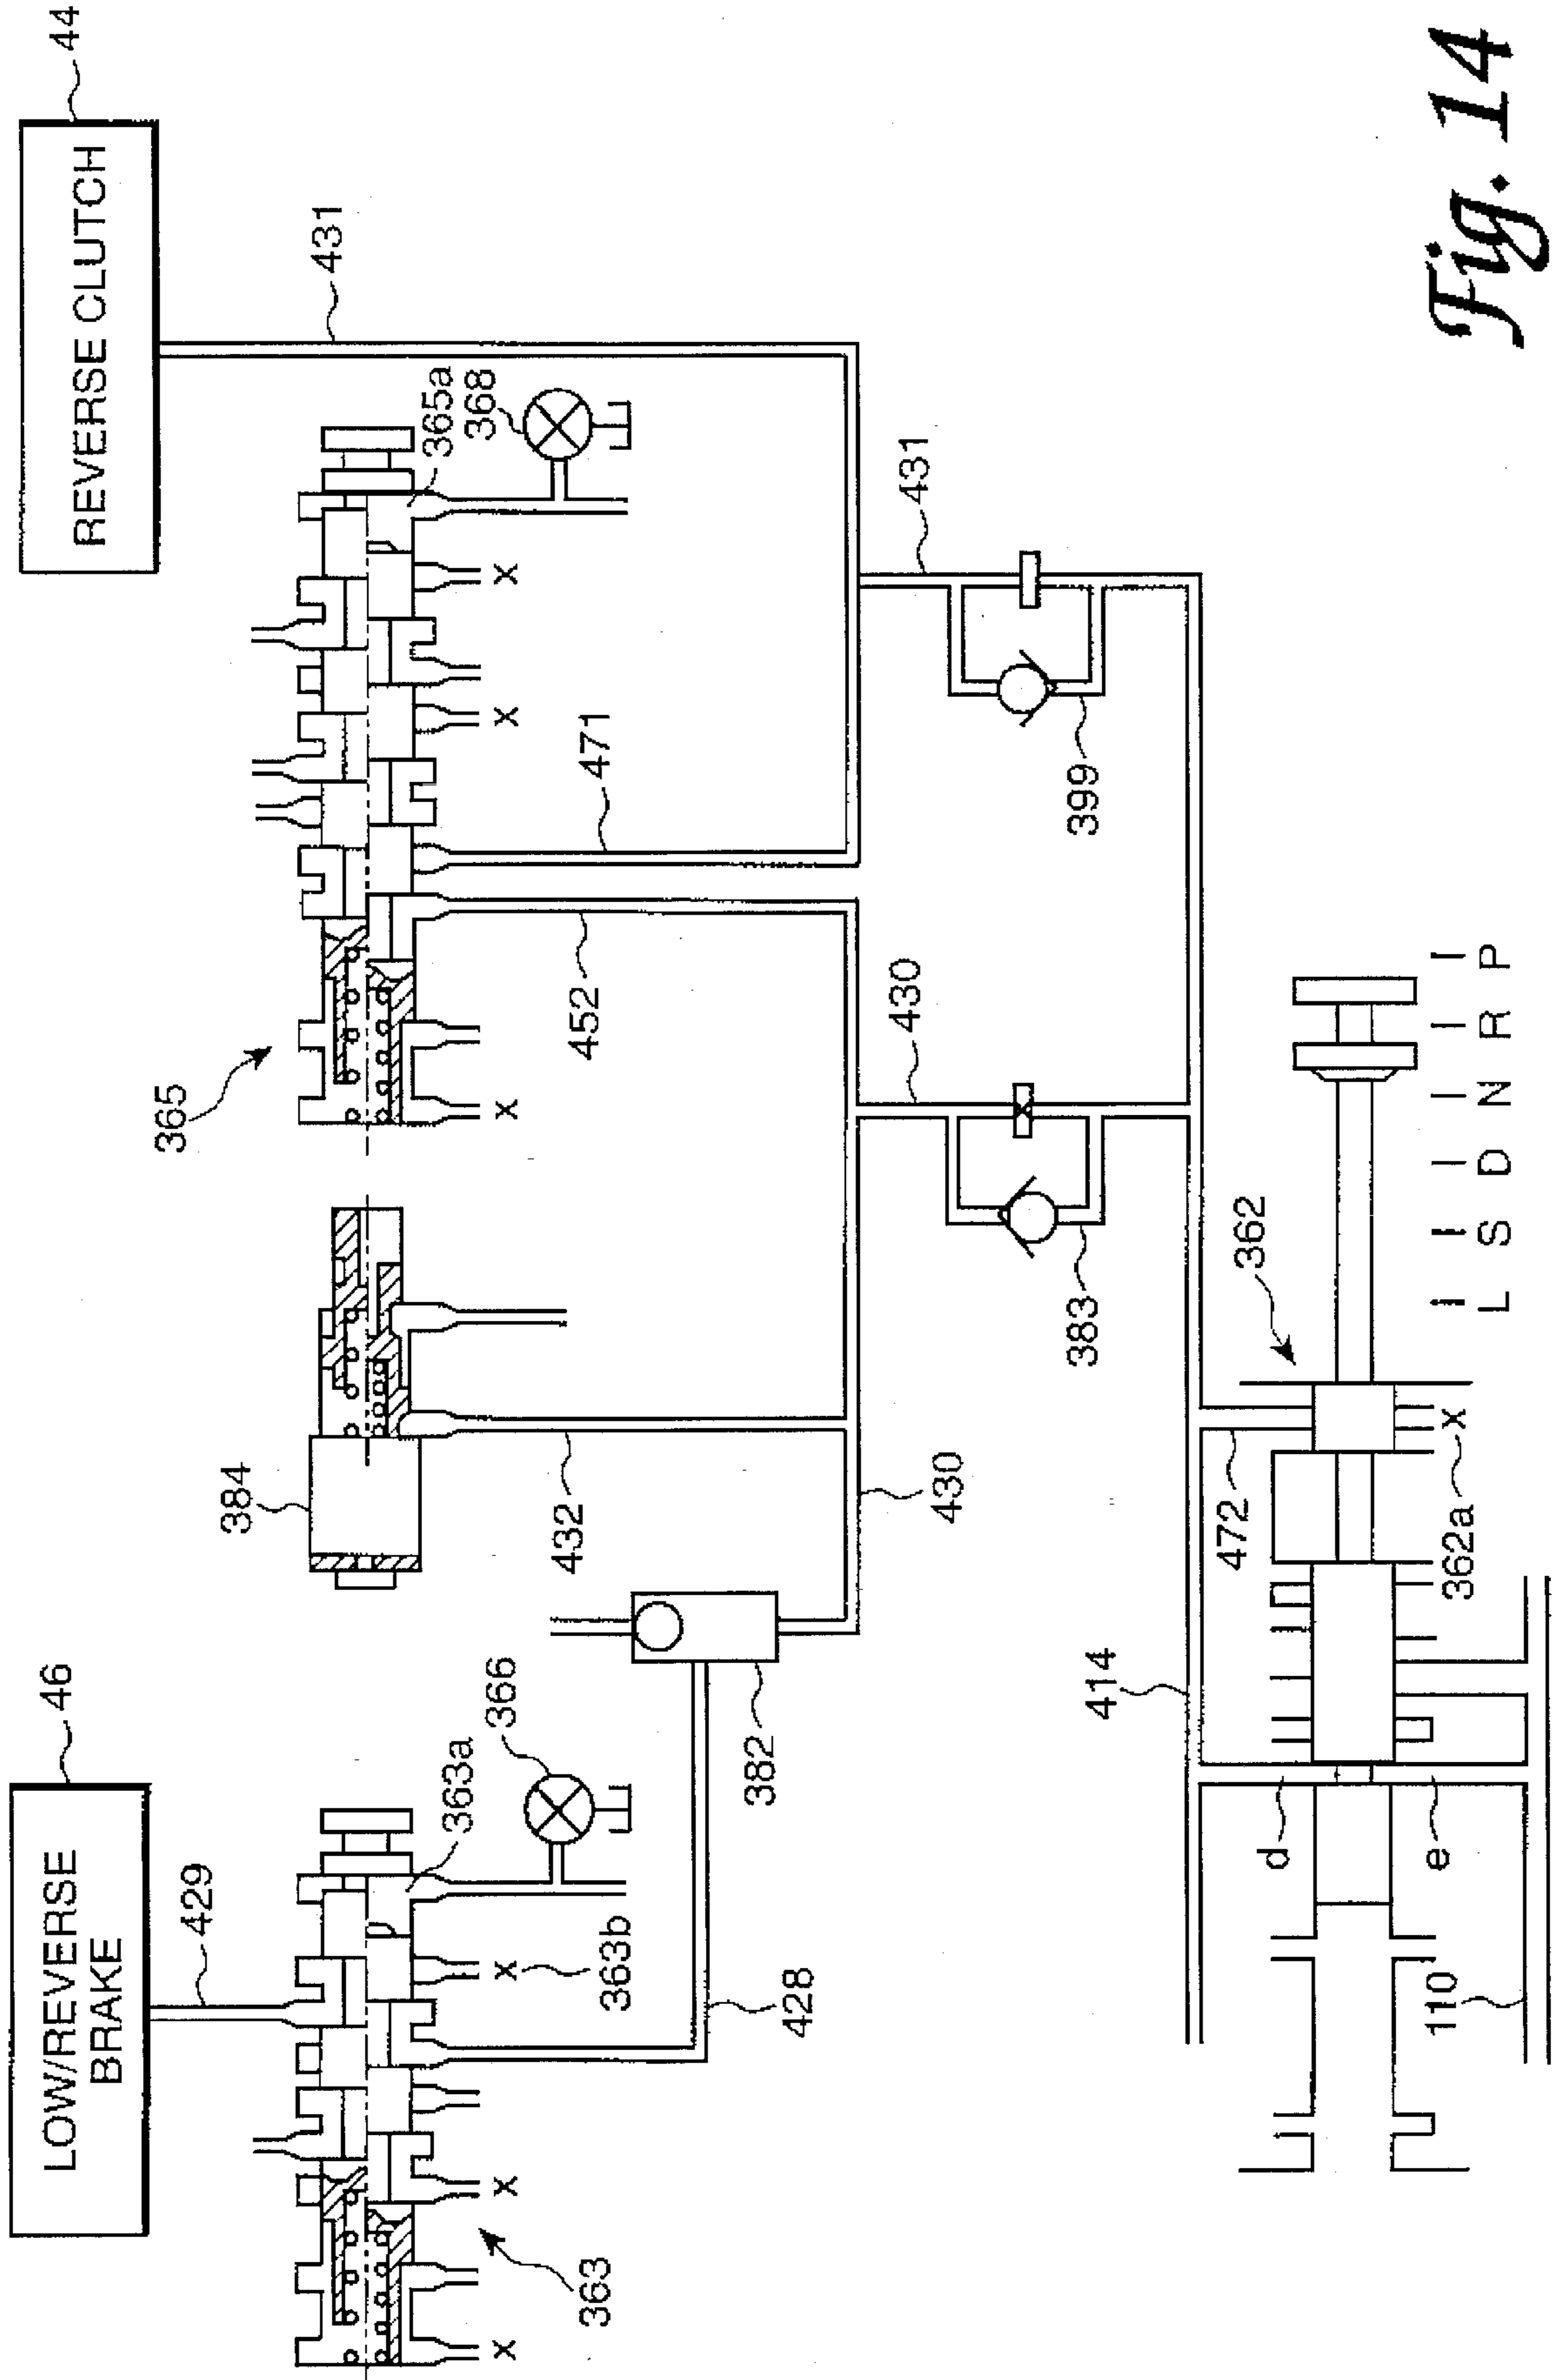 LOW/REVERSE
BRAKE
46
REVERSE CLUTCH
44
429
431
384
365
363a
366
365a
368
363
x
x
x
363b
x
x
x
432
452
471
428
382
430
430
431
383
399
414
472
362
d
e
110
362a
x
L S D N R P
Fig. 14